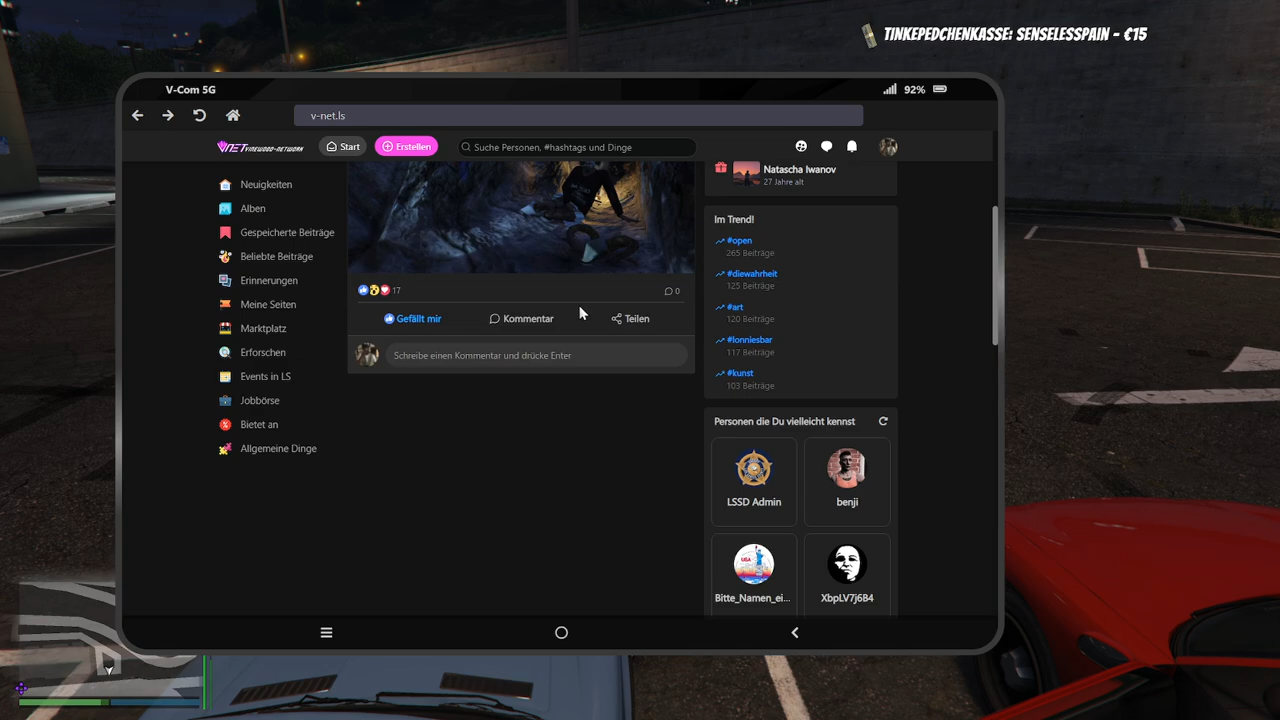 TINKEPEDCHENKASSE: SENSELESSPAIN - €15
V-Com 5G
92%
v-net.ls
VNET VINEWOOD-NETWORK
Start
Erstellen
Suche Personen, #hashtags und Dinge
Neuigkeiten
Alben
Gespeicherte Beiträge
Beliebte Beiträge
Erinnerungen
Meine Seiten
Marktplatz
Erforschen
Events in LS
Jobbörse
Bietet an
Allgemeine Dinge
17
0
Gefällt mir
Kommentar
Teilen
Schreibe einen Kommentar und drücke Enter
Natascha Iwanov
27 Jahre alt
Im Trend!
#open
265 Beiträge
#diewahrheit
125 Beiträge
#art
120 Beiträge
#lonniesbar
117 Beiträge
#kunst
103 Beiträge
Personen die Du vielleicht kennst
LSSD Admin
benji
USA
Bitte_Namen_ei...
XbpLV7j6B4